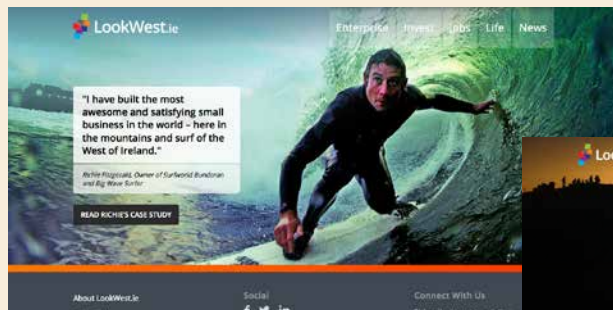 LookWest.ie
Enterprise Invest Jobs Life News
"I have built the most
awesome and satisfying small
business in the world – here in
the mountains and surf of the
West of Ireland."
Richie Fitzgerald, Owner of Surfworld Bundoran
and Big Wave Surfer
READ RICHIE'S CASE STUDY
About LookWest.ie
Social
Connect With Us